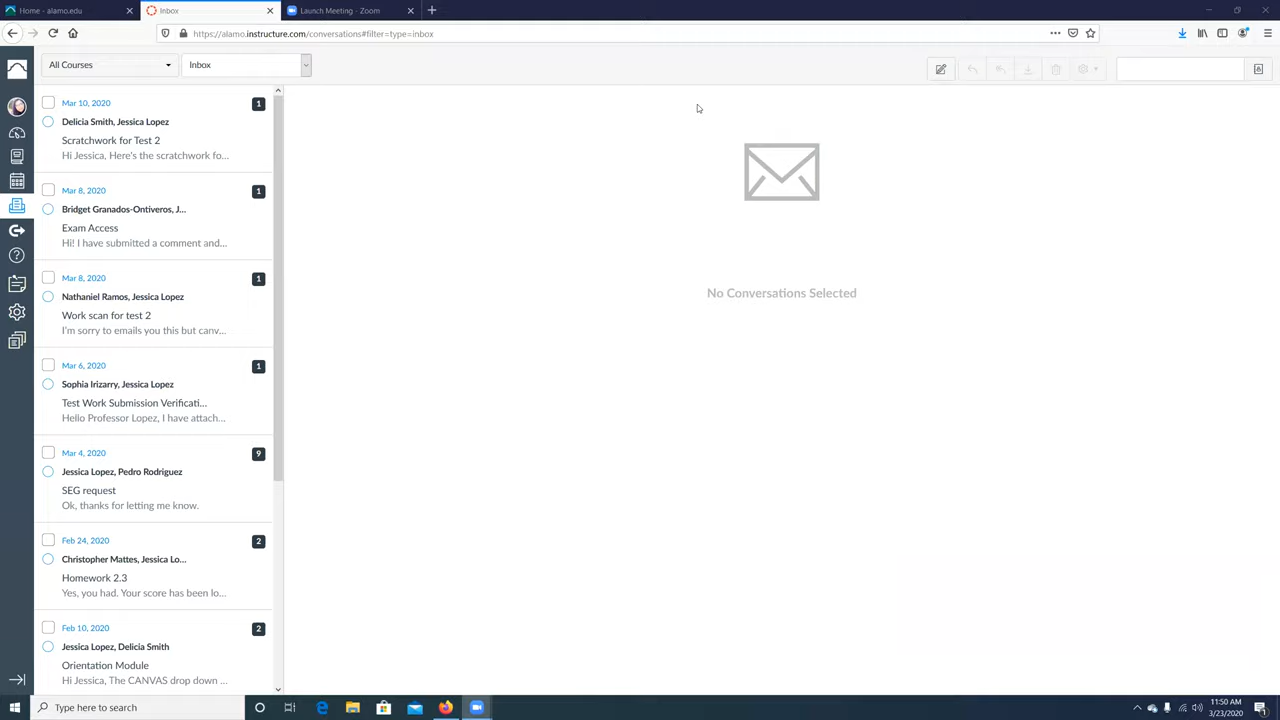 Home - alamo.edu
Inbox
Launch Meeting - Zoom
https://alamo.instructure.com/conversations#filter=type=inbox
All Courses
Inbox
Mar 10, 2020
1
Delicia Smith, Jessica Lopez
Scratchwork for Test 2
Hi Jessica, Here's the scratchwork fo...
Mar 8, 2020
1
Bridget Granados-Ontiveros, J...
Exam Access
Hi! I have submitted a comment and...
Mar 8, 2020
1
Nathaniel Ramos, Jessica Lopez
Work scan for test 2
I'm sorry to emails you this but canv...
Mar 6, 2020
1
Sophia Irizarry, Jessica Lopez
Test Work Submission Verificati...
Hello Professor Lopez, I have attach...
Mar 4, 2020
9
Jessica Lopez, Pedro Rodriguez
SEG request
Ok, thanks for letting me know.
Feb 24, 2020
2
Christopher Mattes, Jessica Lo...
Homework 2.3
Yes, you had. Your score has been lo...
Feb 10, 2020
2
Jessica Lopez, Delicia Smith
Orientation Module
Hi Jessica, The CANVAS drop down ...
No Conversations Selected
Type here to search
11:50 AM
3/23/2020
1